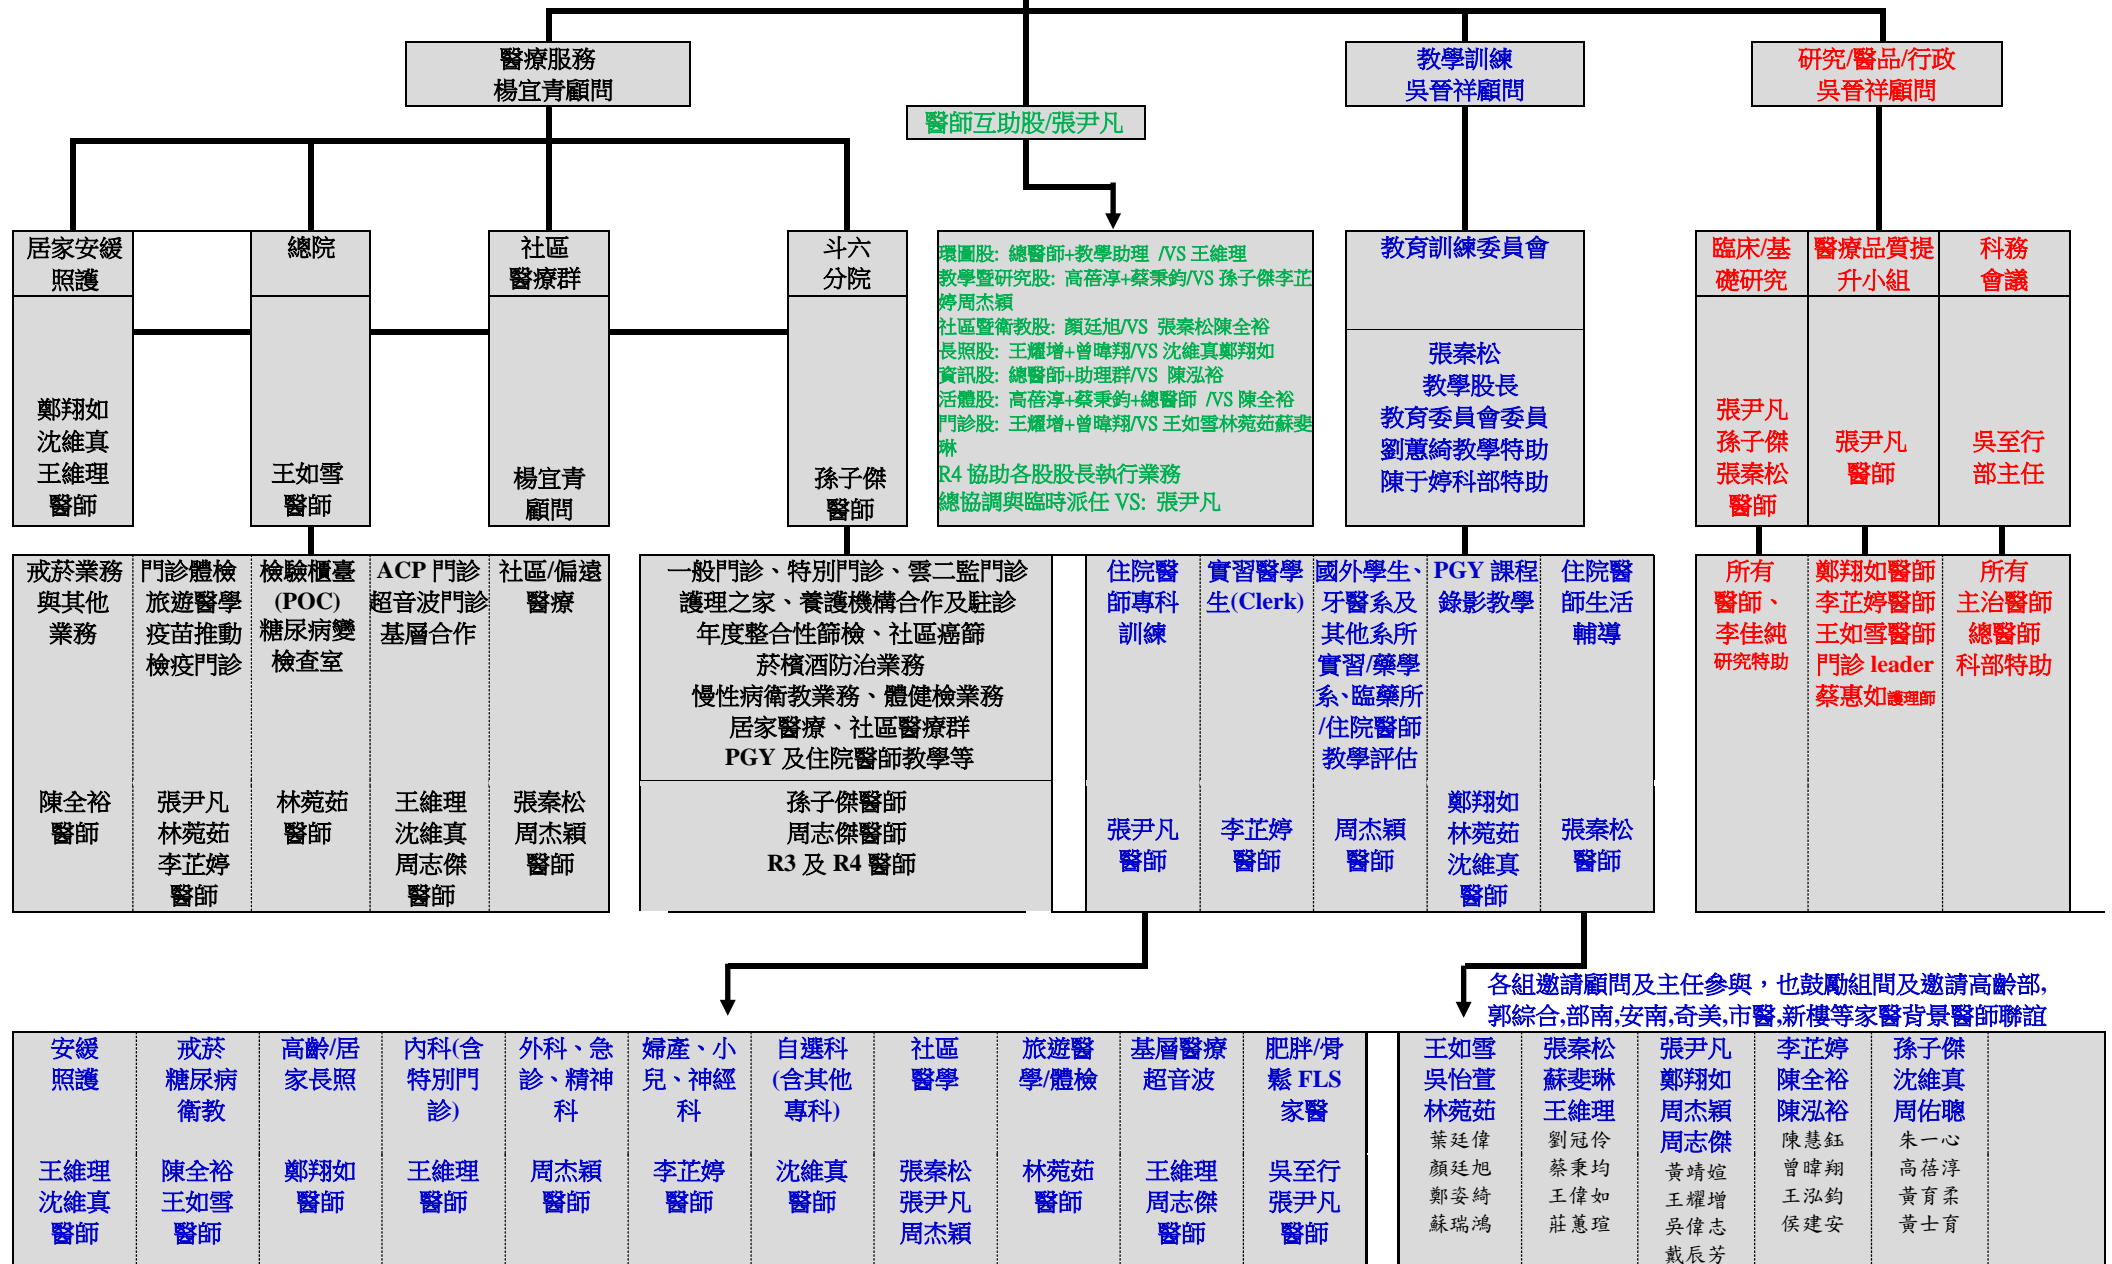 醫療服務
楊宜青顧問
醫師互助股/張尹凡
教學訓練
吳晉祥顧問
研究/醫品/行政
吳晉祥顧問
居家安緩
照護
鄭翔如
沈維真
王維理
醫師
總院
王如雪
醫師
社區
醫療群
楊宜青
顧問
斗六
分院
孫子傑
醫師
環圖股: 總醫師+教學助理 /VS 王維理
教學暨研究股: 高蓓淳+蔡秉鈞/VS 孫子傑李芷
婷周杰穎
社區暨衛教股: 顏廷旭/VS 張秦松陳全裕
長照股: 王耀增+曾暐翔/VS 沈維真鄭翔如
資訊股: 總醫師+助理群/VS 陳泓裕
活體股: 高蓓淳+蔡秉鈞+總醫師 /VS 陳全裕
門診股: 王耀增+曾暐翔/VS 王如雪林菀茹蘇斐
琳
R4 協助各股股長執行業務
總協調與臨時派任 VS: 張尹凡
教育訓練委員會
張秦松
教學股長
教育委員會委員
劉蕙綺教學特助
陳于婷科部特助
臨床/基
礎研究
張尹凡
孫子傑
張秦松
醫師
醫療品質提
升小組
張尹凡
醫師
科務
會議
吳至行
部主任
戒菸業務
與其他
業務
陳全裕
醫師
門診體檢
旅遊醫學
疫苗推動
檢疫門診
張尹凡
林菀茹
李芷婷
醫師
檢驗櫃臺
(POC)
糖尿病變
檢查室
林菀茹
醫師
ACP 門診
超音波門診
基層合作
王維理
沈維真
周志傑
醫師
社區/偏遠
醫療
張秦松
周杰穎
醫師
一般門診、特別門診、雲二監門診
護理之家、養護機構合作及駐診
年度整合性篩檢、社區癌篩
菸檳酒防治業務
慢性病衛教業務、體健檢業務
居家醫療、社區醫療群
PGY 及住院醫師教學等
孫子傑醫師
周志傑醫師
R3 及 R4 醫師
住院醫
師專科
訓練
張尹凡
醫師
實習醫學
生(Clerk)
李芷婷
醫師
國外學生、
牙醫系及
其他系所
實習/藥學
系、臨藥所
/住院醫師
教學評估
周杰穎
醫師
PGY 課程
錄影教學
鄭翔如
林菀茹
沈維真
醫師
住院醫
師生活
輔導
張秦松
醫師
所有
醫師、
李佳純
研究特助
鄭翔如醫師
李芷婷醫師
王如雪醫師
門診 leader
蔡惠如護理師
所有
主治醫師
總醫師
科部特助
各組邀請顧問及主任參與，也鼓勵組間及邀請高齡部,
郭綜合,部南,安南,奇美,市醫,新樓等家醫背景醫師聯誼
安緩
照護
王維理
沈維真
醫師
戒菸
糖尿病
衛教
陳全裕
王如雪
醫師
高齡/居
家長照
鄭翔如
醫師
內科(含
特別門
診)
王維理
醫師
外科、急
診、精神
科
周杰穎
醫師
婦產、小
兒、神經
科
李芷婷
醫師
自選科
(含其他
專科)
沈維真
醫師
社區
醫學
張秦松
張尹凡
周杰穎
旅遊醫
學/體檢
林菀茹
醫師
基層醫療
超音波
王維理
周志傑
醫師
肥胖/骨
鬆 FLS
家醫
吳至行
張尹凡
醫師
王如雪
吳怡萱
林菀茹
葉廷偉
顏廷旭
鄭姿綺
蘇瑞鴻
張秦松
蘇斐琳
王維理
劉冠伶
蔡秉均
王偉如
莊蕙瑄
張尹凡
鄭翔如
周杰穎
周志傑
黃靖媗
王耀增
吳偉志
戴辰芳
李芷婷
陳全裕
陳泓裕
陳慧鈺
曾暐翔
王泓鈞
侯建安
孫子傑
沈維真
周佑聰
朱一心
高蓓淳
黃育柔
黃士育